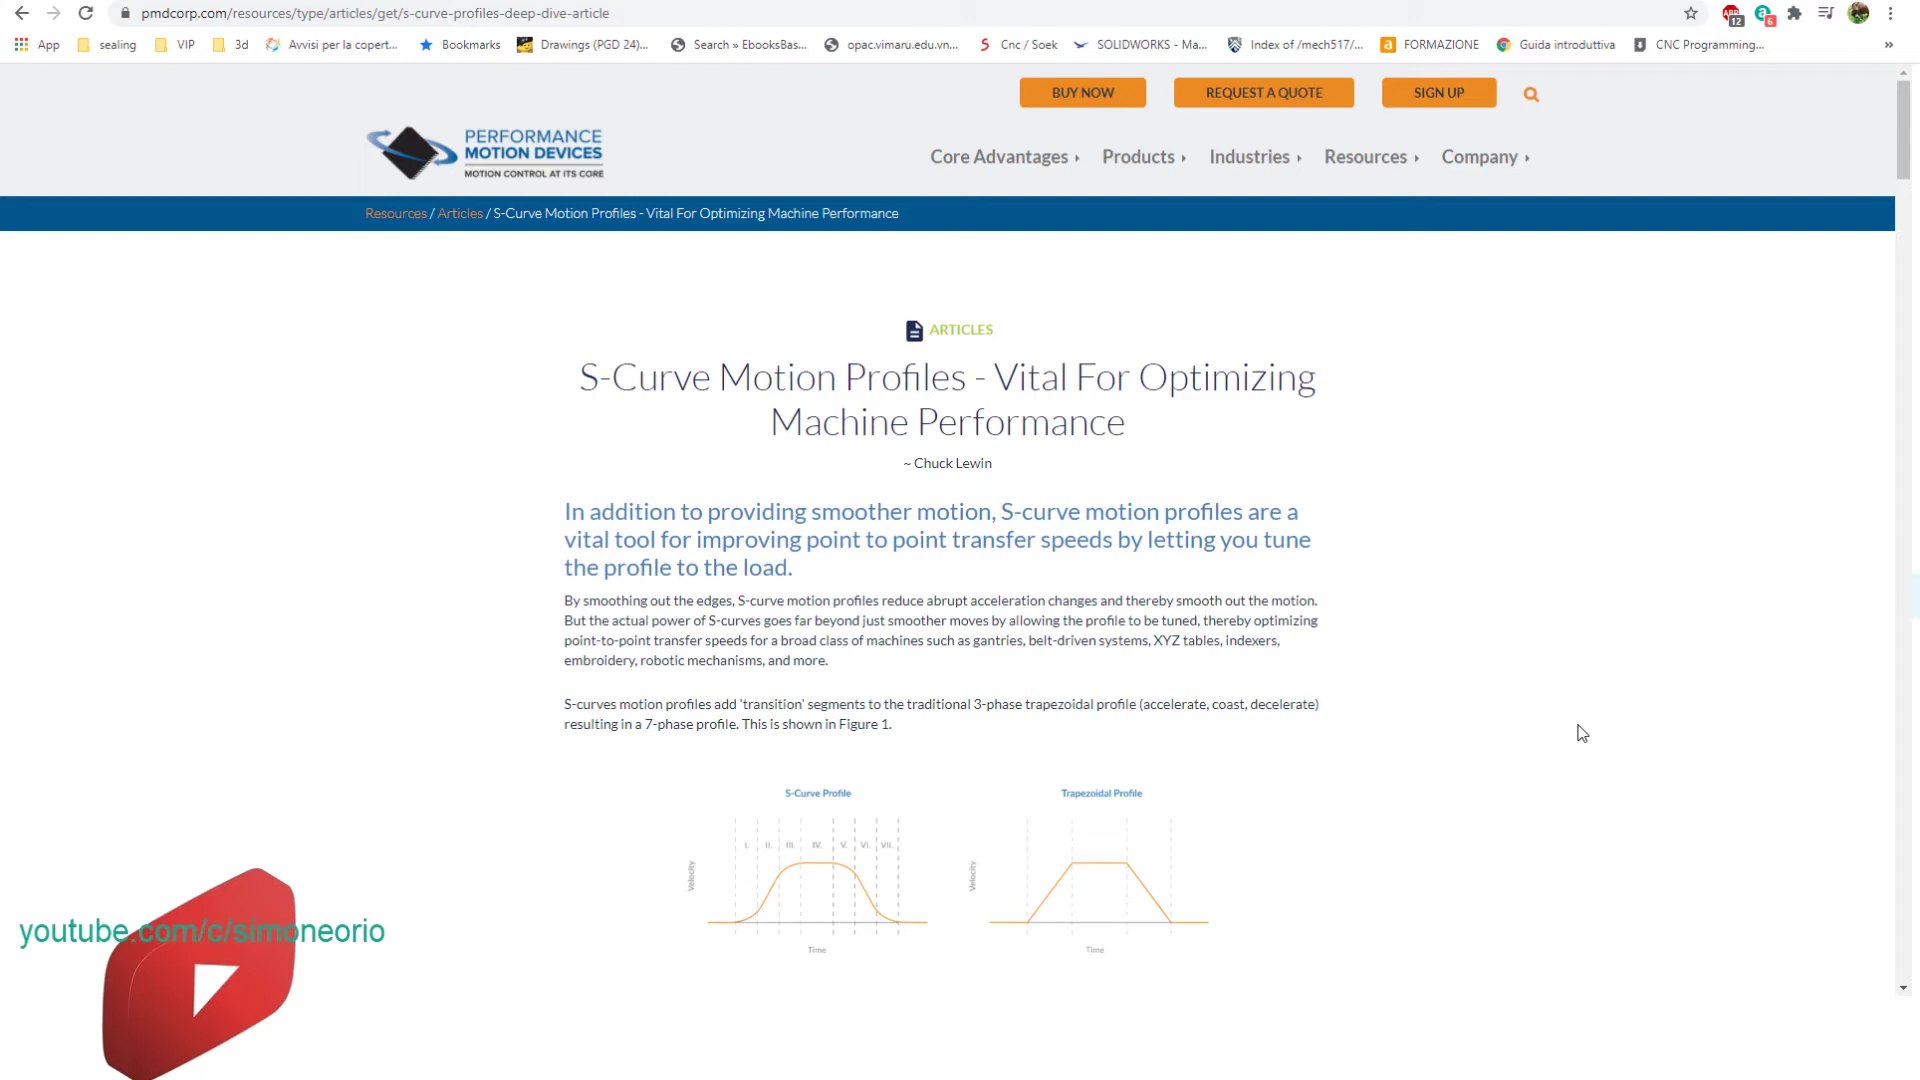 pmdcorp.com/resources/type/articles/get/s-curve-profiles-deep-dive-article
12
6
App
sealing
VIP
3d
Avvisi per la copert...
Bookmarks
Drawings (PGD 24)...
Search » EbooksBas...
opac.vimaru.edu.vn...
Cnc / Soek
SOLIDWORKS - Ma...
Index of /mech517/...
FORMAZIONE
Guida introduttiva
CNC Programming...
»
BUY NOW
REQUEST A QUOTE
SIGN UP
PERFORMANCE
MOTION DEVICES
MOTION CONTROL AT ITS CORE
Core Advantages
Products
Industries
Resources
Company
Resources / Articles / S-Curve Motion Profiles - Vital For Optimizing Machine Performance
ARTICLES
S-Curve Motion Profiles - Vital For Optimizing
Machine Performance
~ Chuck Lewin
In addition to providing smoother motion, S-curve motion profiles are a
vital tool for improving point to point transfer speeds by letting you tune
the profile to the load.
By smoothing out the edges, S-curve motion profiles reduce abrupt acceleration changes and thereby smooth out the motion.
But the actual power of S-curves goes far beyond just smoother moves by allowing the profile to be tuned, thereby optimizing
point-to-point transfer speeds for a broad class of machines such as gantries, belt-driven systems, XYZ tables, indexers,
embroidery, robotic mechanisms, and more.
S-curves motion profiles add 'transition' segments to the traditional 3-phase trapezoidal profile (accelerate, coast, decelerate)
resulting in a 7-phase profile. This is shown in Figure 1.
S-Curve Profile
I. II. III. IV. V. VI. VII.
Velocity
Time
Trapezoidal Profile
Velocity
Time
youtube.com/c/simoneorio